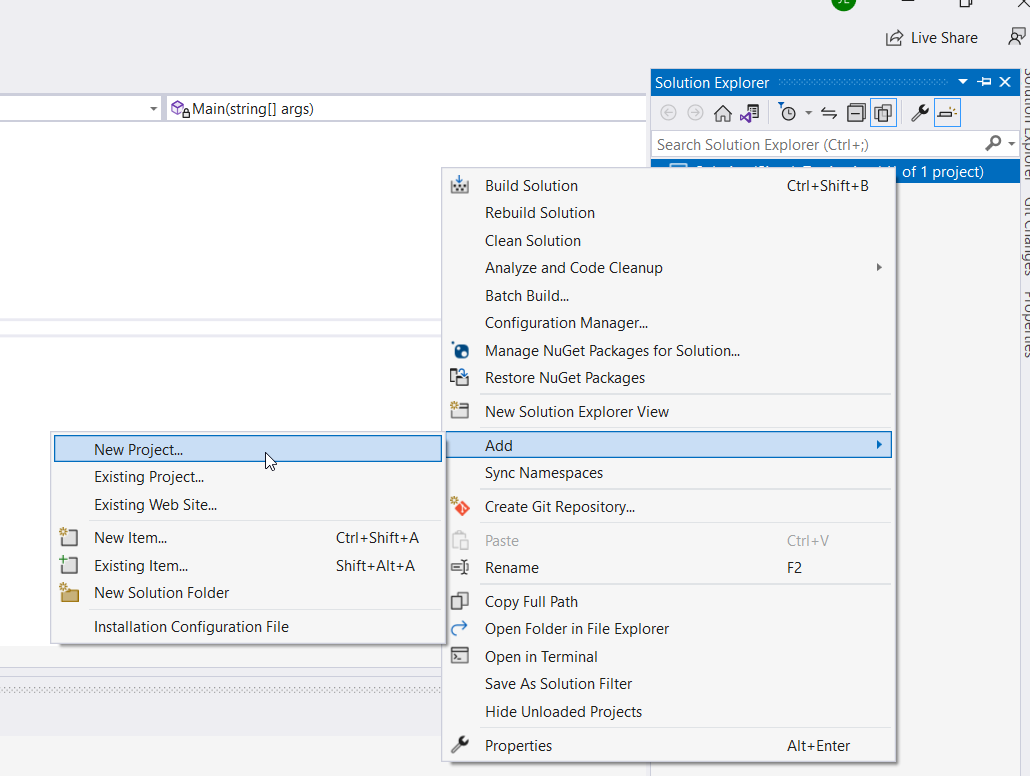 Live Share
Solution Explorer
Main(string[] args)
Search Solution Explorer (Ctrl+;)
of 1 project)
Build Solution Ctrl+Shift+B
Rebuild Solution
Clean Solution
Analyze and Code Cleanup
Batch Build...
Configuration Manager...
Manage NuGet Packages for Solution...
Restore NuGet Packages
New Solution Explorer View
Add
Sync Namespaces
Create Git Repository...
Paste Ctrl+V
Rename F2
Copy Full Path
Open Folder in File Explorer
Open in Terminal
Save As Solution Filter
Hide Unloaded Projects
Properties Alt+Enter
New Project...
Existing Project...
Existing Web Site...
New Item... Ctrl+Shift+A
Existing Item... Shift+Alt+A
New Solution Folder
Installation Configuration File
Solution Explorer
Git Changes
Properties